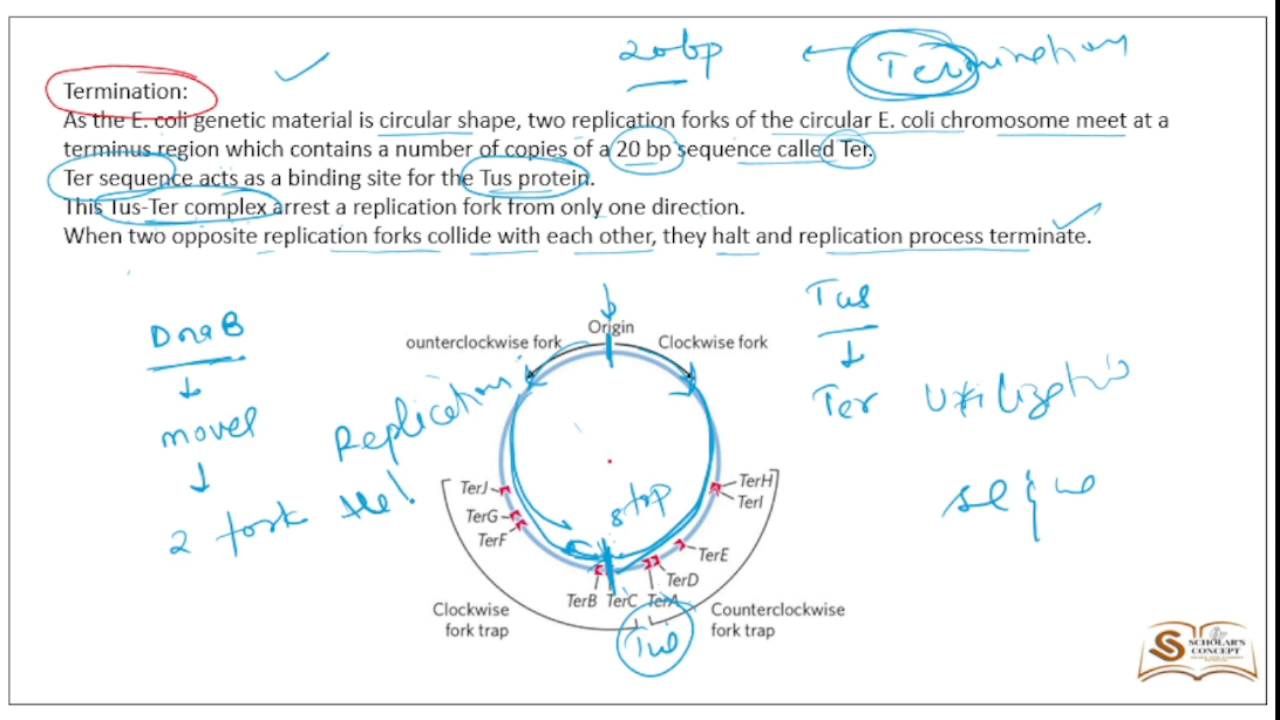 20bp ← Termination
Termination:
As the E. coli genetic material is circular shape, two replication forks of the circular E. coli chromosome meet at a
terminus region which contains a number of copies of a 20 bp sequence called Ter.
Ter sequence acts as a binding site for the Tus protein.
This Tus-Ter complex arrest a replication fork from only one direction.
When two opposite replication forks collide with each other, they halt and replication process terminate.
DnaB
↓
moves
↓
2 fork
Replication
Origin
ounterclockwise fork
Clockwise fork
Tus
↓
Ter
stop
TerJ
TerG
TerF
TerH
TerI
TerE
TerD
TerB TerC TerA
Clockwise
fork trap
Counterclockwise
fork trap
Tus
SCHOLAR'S
CONCEPT